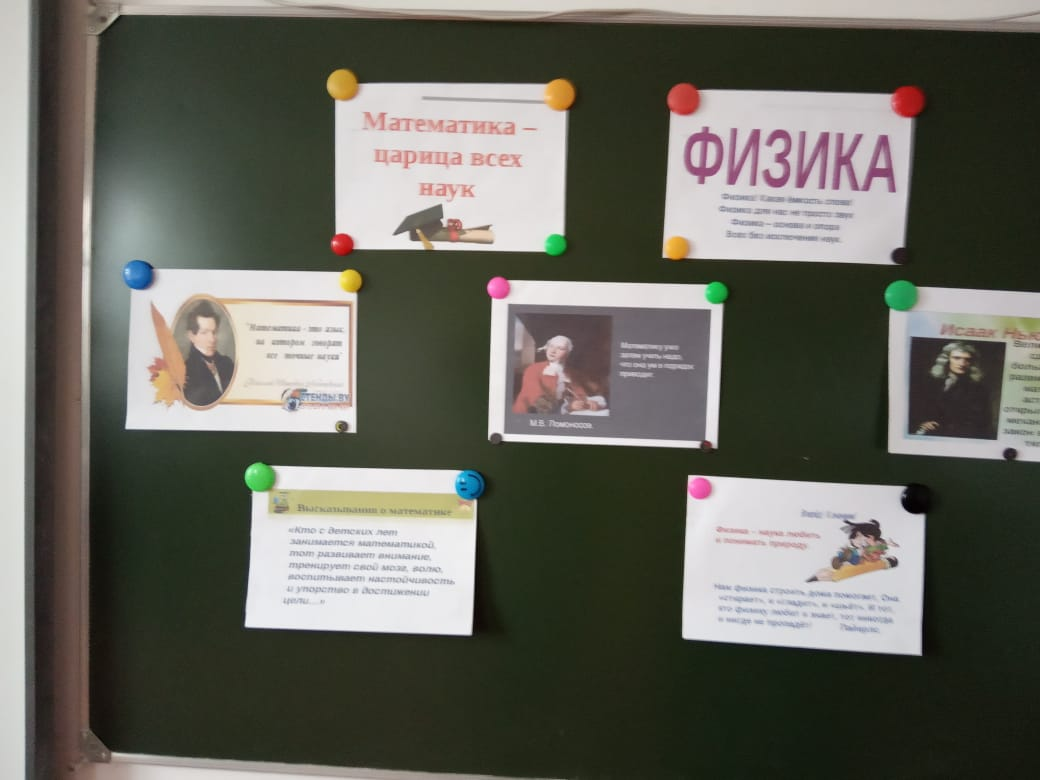 Математика –
царица всех
наук
ФИЗИКА
Физика! Какая ёмкость слова!
Физика для нас не просто звук
Физика – основа и опора
Всех без исключения наук.
"Математика - это язык,
на котором говорят
все точные науки"
СТЕНДЫ.BY
Математику уже
затем учить надо,
что она ум в порядок
приводит.
М.В. Ломоносов.
Исаак Нью
Высказывания о математике
«Кто с детских лет
занимается математикой,
тот развивает внимание,
тренирует свой мозг, волю,
воспитывает настойчивость
и упорство в достижении
цели…»
Физика – наука любить
и понимать природу.
Нам физика строить дома помогает. Она
«стирает», и «гладит», и «шьёт». И тот,
кто физику любит и знает, тот никогда
и нигде не пропадёт!